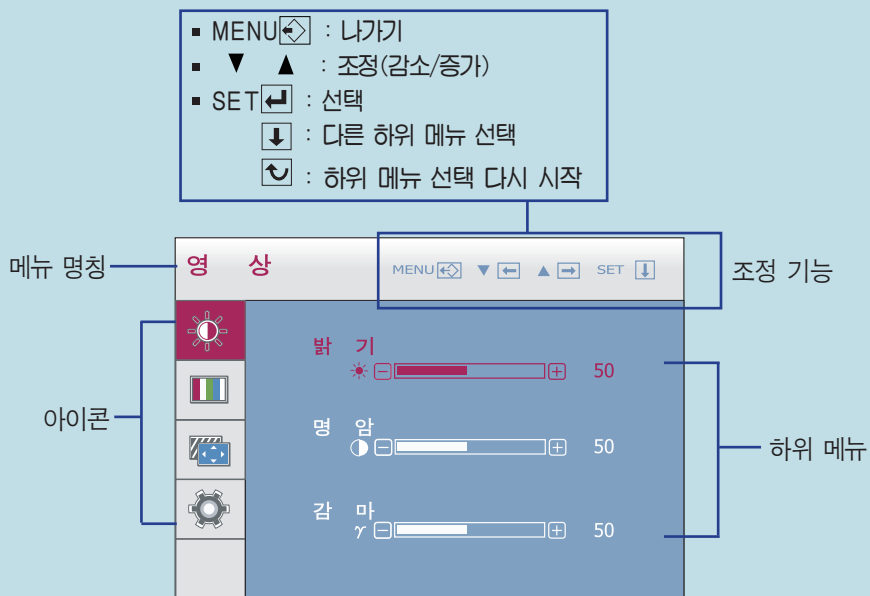 ▪ MENU : 나가기
▪ ▼ ▲ : 조정(감소/증가)
▪ SET : 선택
: 다른 하위 메뉴 선택
: 하위 메뉴 선택 다시 시작
메뉴 명칭
영 상
MENU ▼ ▲ SET
조정 기능
밝 기
50
아이콘
명 암
50
하위 메뉴
감 마
γ 50